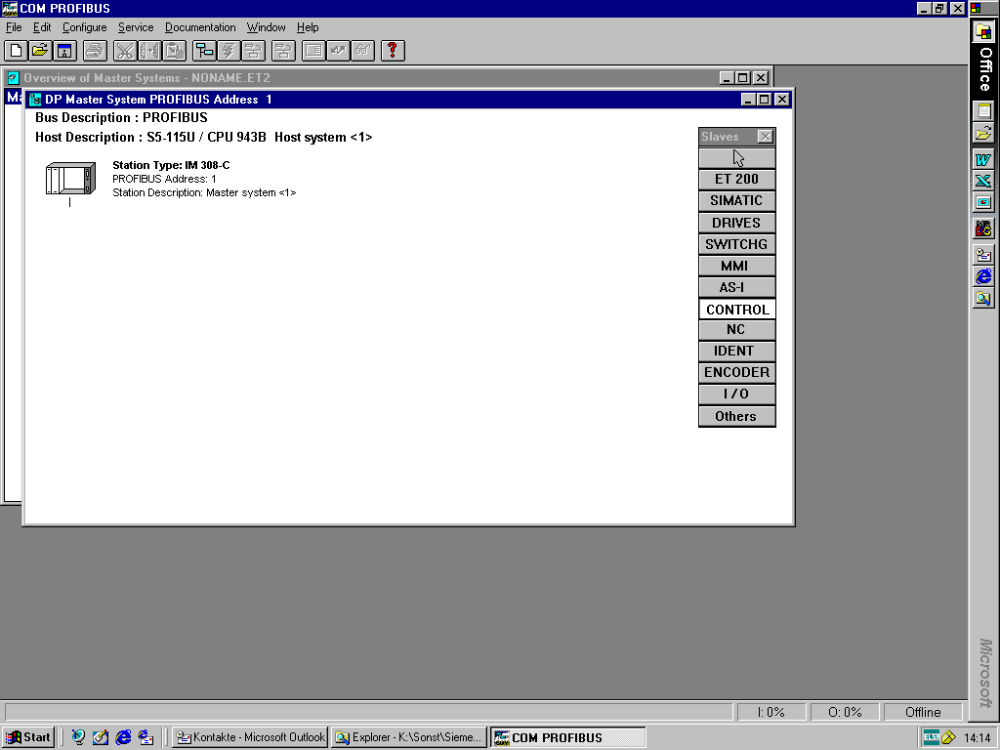 COM PROFIBUS
File Edit Configure Service Documentation Window Help
Overview of Master Systems - NONAME.ET2
Ma
DP Master System PROFIBUS Address 1
Bus Description : PROFIBUS
Host Description : S5-115U / CPU 943B Host system <1>
Station Type: IM 308-C
PROFIBUS Address: 1
Station Description: Master system <1>
Slaves
ET 200
SIMATIC
DRIVES
SWITCHG
MMI
AS-I
CONTROL
NC
IDENT
ENCODER
I / O
Others
Office
Microsoft
I: 0% O: 0% Offline
Start Kontakte - Microsoft Outlook Explorer - K:\Sonst\Sieme... COM PROFIBUS 14:14